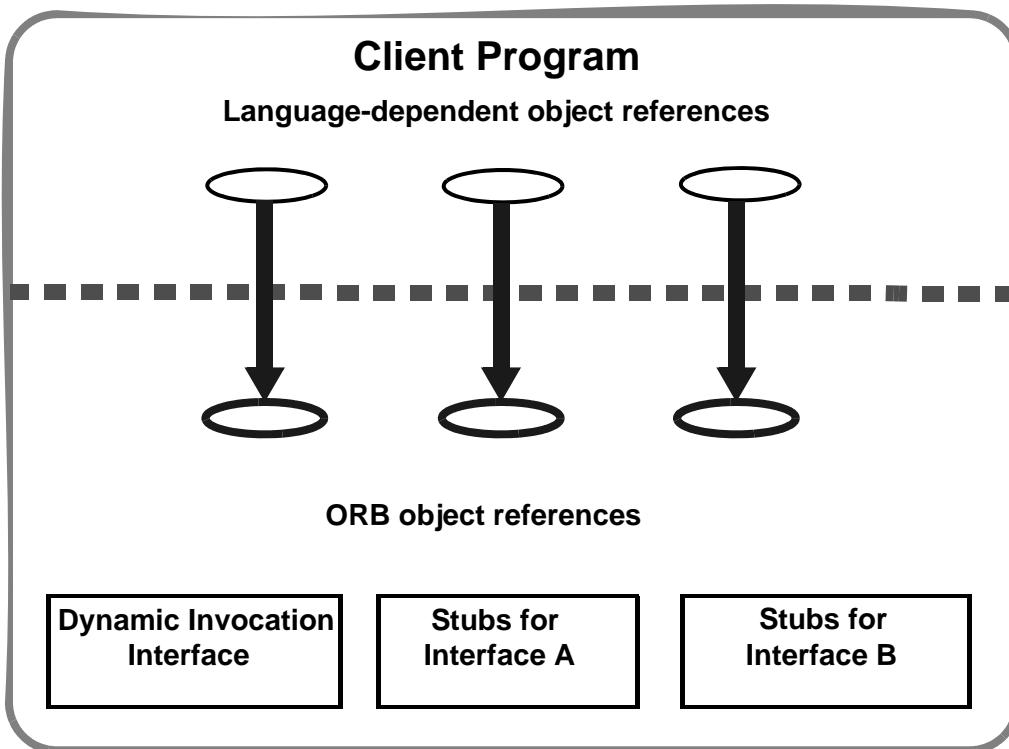 Client Program
Language-dependent object references
ORB object references
Dynamic Invocation
Interface
Stubs for
Interface A
Stubs for
Interface B